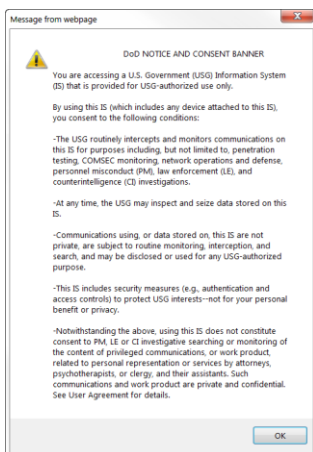 Message from webpage
DoD NOTICE AND CONSENT BANNER
You are accessing a U.S. Government (USG) Information System
(IS) that is provided for USG-authorized use only.
By using this IS (which includes any device attached to this IS),
you consent to the following conditions:
-The USG routinely intercepts and monitors communications on
this IS for purposes including, but not limited to, penetration
testing, COMSEC monitoring, network operations and defense,
personnel misconduct (PM), law enforcement (LE), and
counterintelligence (CI) investigations.
-At any time, the USG may inspect and seize data stored on this
IS.
-Communications using, or data stored on, this IS are not
private, are subject to routine monitoring, interception, and
search, and may be disclosed or used for any USG-authorized
purpose.
-This IS includes security measures (e.g., authentication and
access controls) to protect USG interests--not for your personal
benefit or privacy.
-Notwithstanding the above, using this IS does not constitute
consent to PM, LE or CI investigative searching or monitoring of
the content of privileged communications, or work product,
related to personal representation or services by attorneys,
psychotherapists, or clergy, and their assistants. Such
communications and work product are private and confidential.
See User Agreement for details.
OK